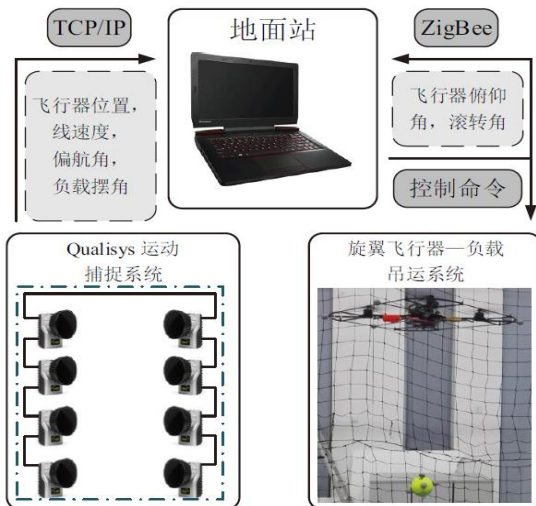 TCP/IP
地面站
ZigBee
飞行器位置，
线速度，
偏航角，
负载摆角
飞行器俯仰
角，滚转角
控制命令
Qualisys 运动
捕捉系统
旋翼飞行器—负载
吊运系统